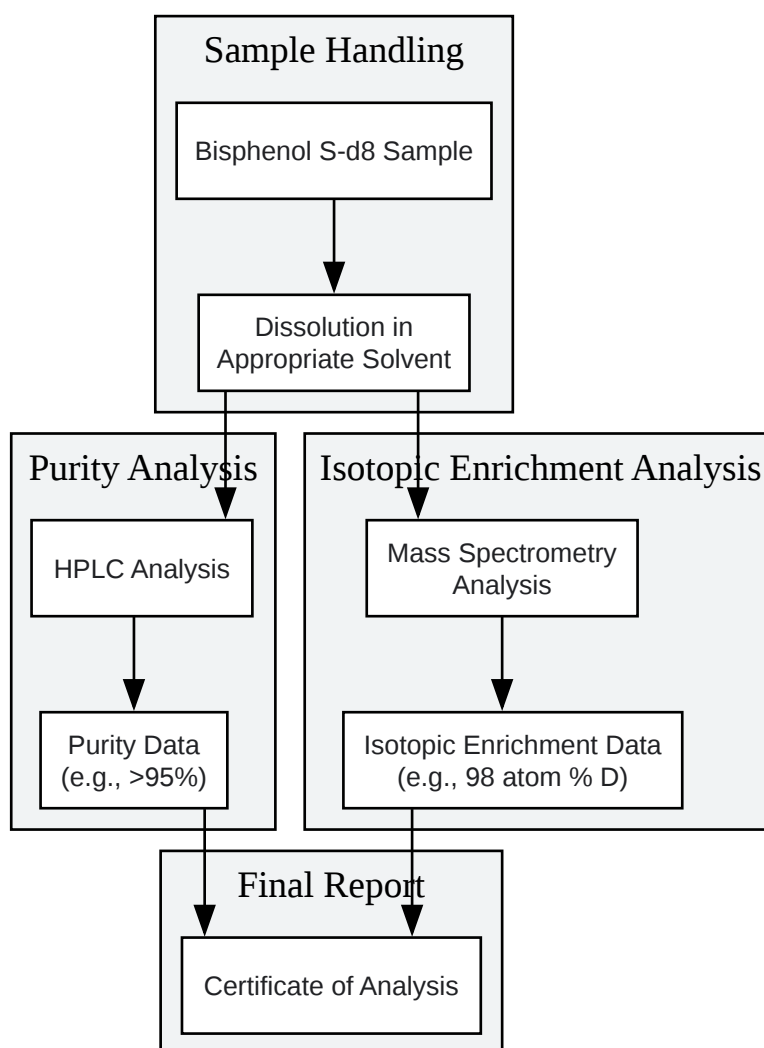 Sample Handling
Bisphenol S-d8 Sample
Dissolution in
Appropriate Solvent
Purity Analysis
HPLC Analysis
Purity Data
(e.g., >95%)
Isotopic Enrichment Analysis
Mass Spectrometry
Analysis
Isotopic Enrichment Data
(e.g., 98 atom % D)
Final Report
Certificate of Analysis